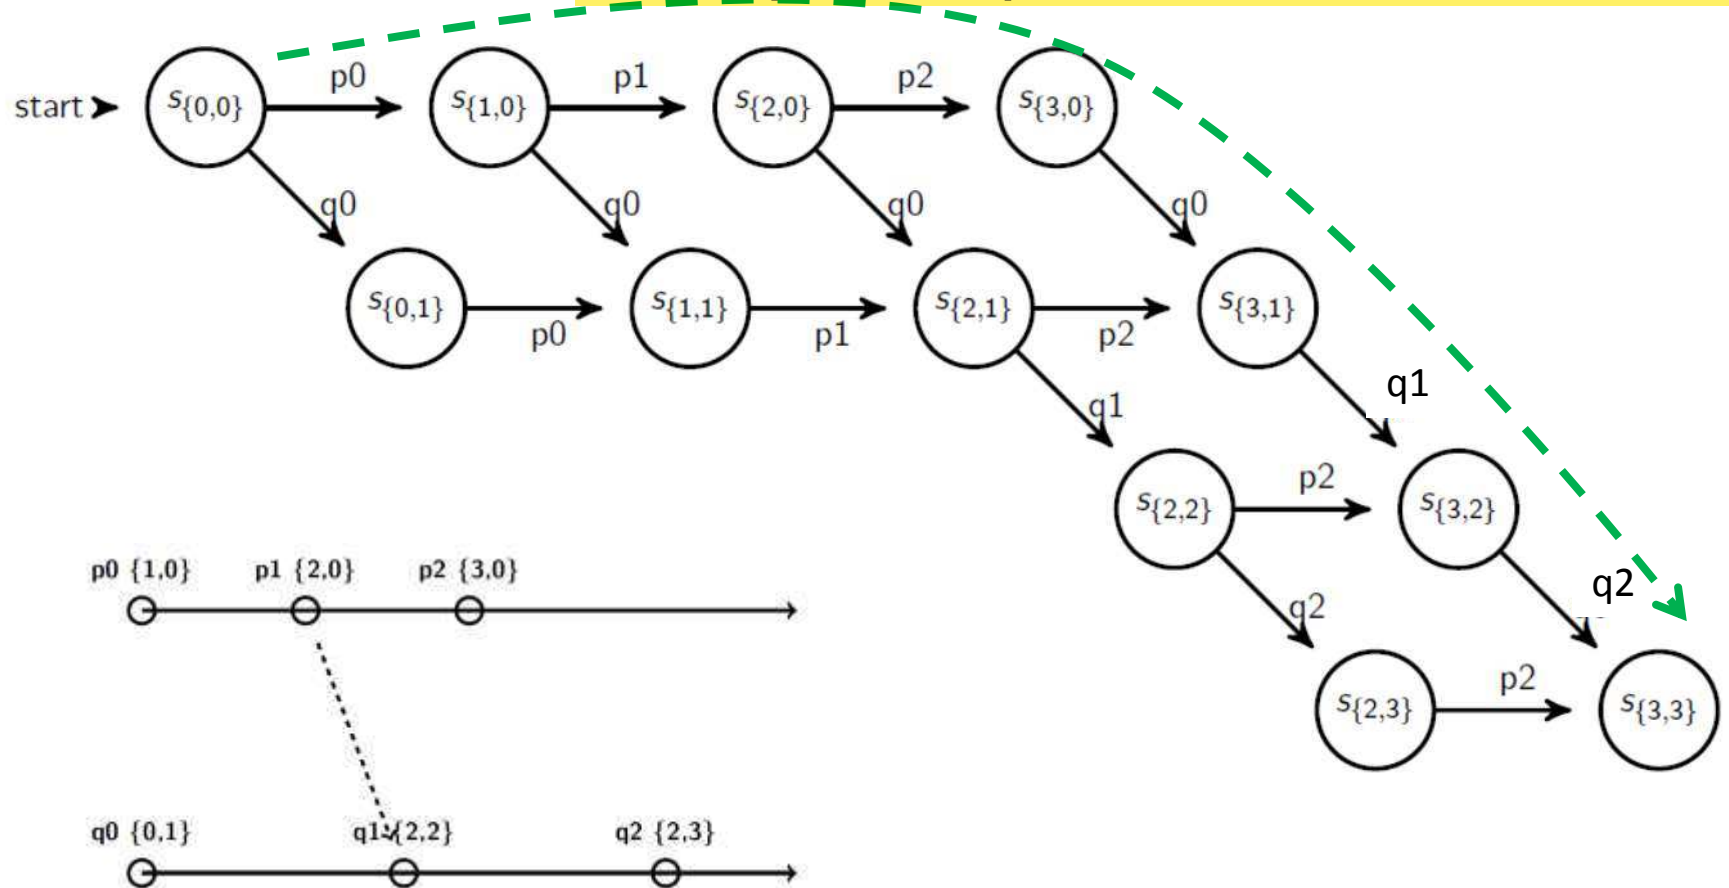 p0 p1 p2
start S{0,0} S{1,0} S{2,0} S{3,0}
q0 q0 q0 q0
S{0,1} S{1,1} S{2,1} S{3,1}
p0 p1 p2
q1 q1
p2
S{2,2} S{3,2}
p0 {1,0} p1 {2,0} p2 {3,0}
q2 q2
p2
S{2,3} S{3,3}
q0 {0,1} q1 {2,2} q2 {2,3}